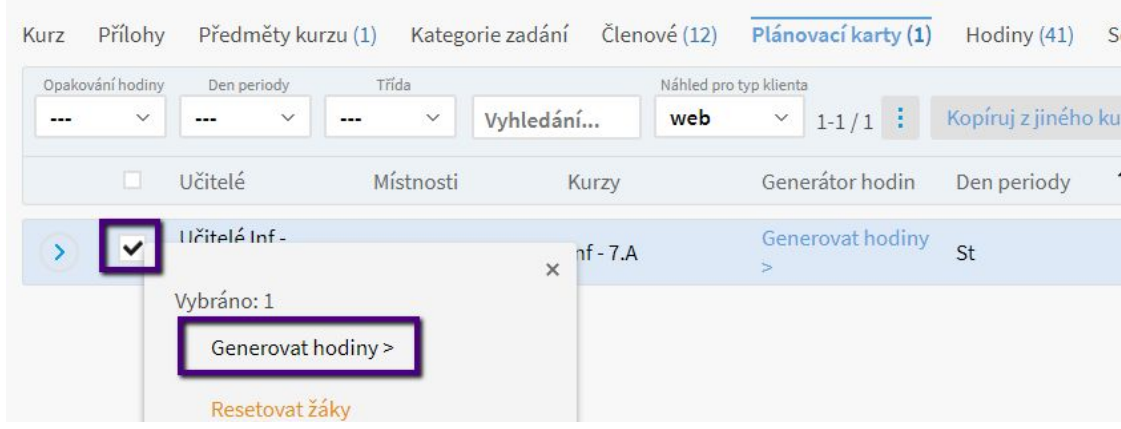 Kurz Přílohy Předměty kurzu (1) Kategorie zadání Členové (12) Plánovací karty (1) Hodiny (41)
Opakování hodiny Den periody Třída Náhled pro typ klienta
--- --- --- Vyhledání... web 1-1 / 1 Kopíruj z jiného
Učitelé Místnosti Kurzy Generátor hodin Den periody
Učitelé Inf - Generovat hodiny
nf - 7.A > St
Vybráno: 1
Generovat hodiny >
Resetovat žáky